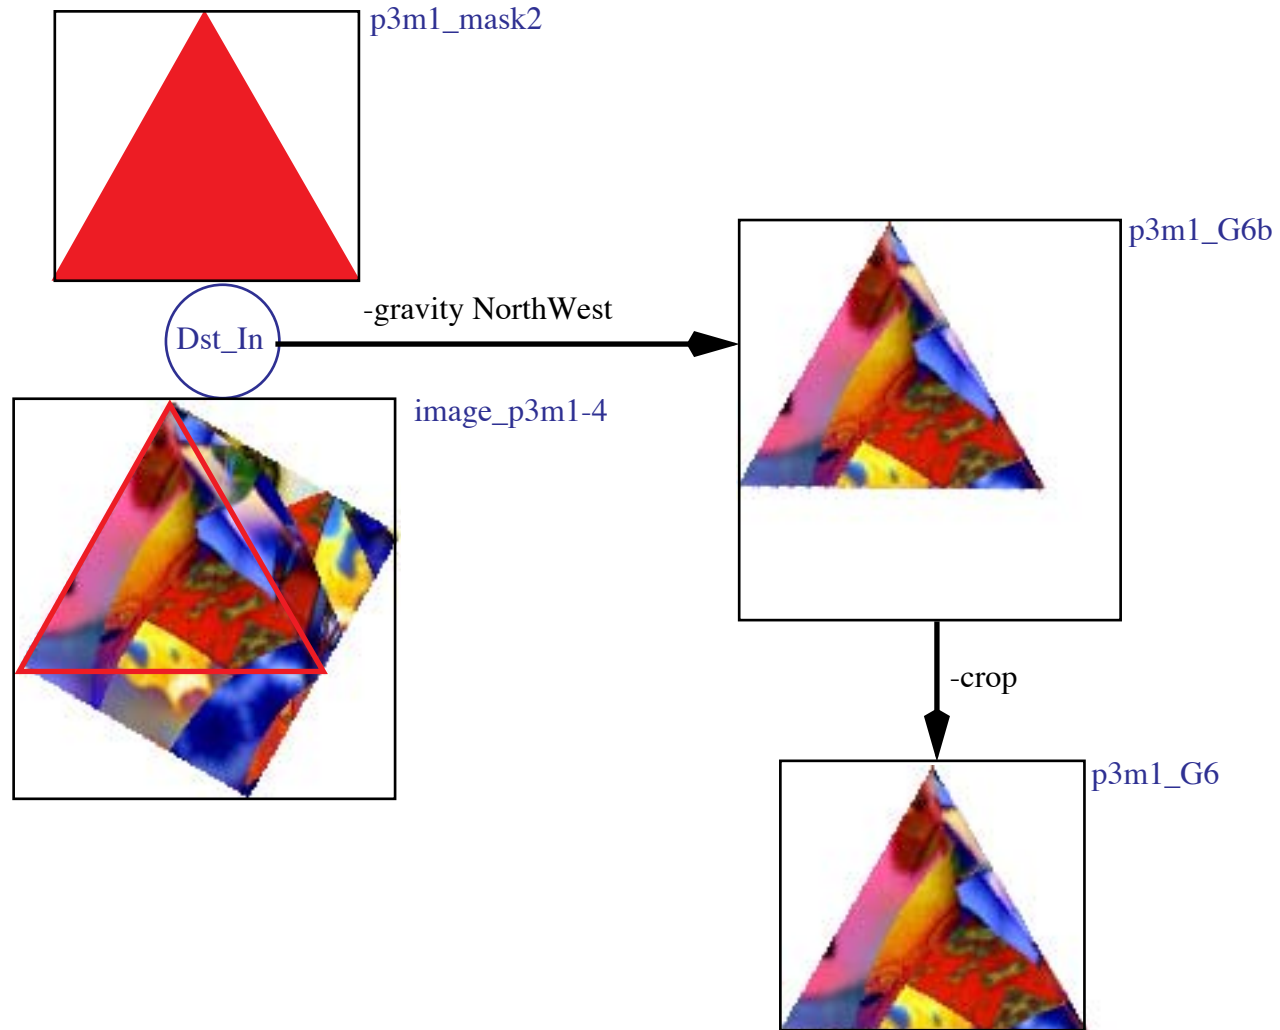 p3m1_mask2
p3m1_G6b
-gravity NorthWest
Dst_In
image_p3m1-4
-crop
p3m1_G6